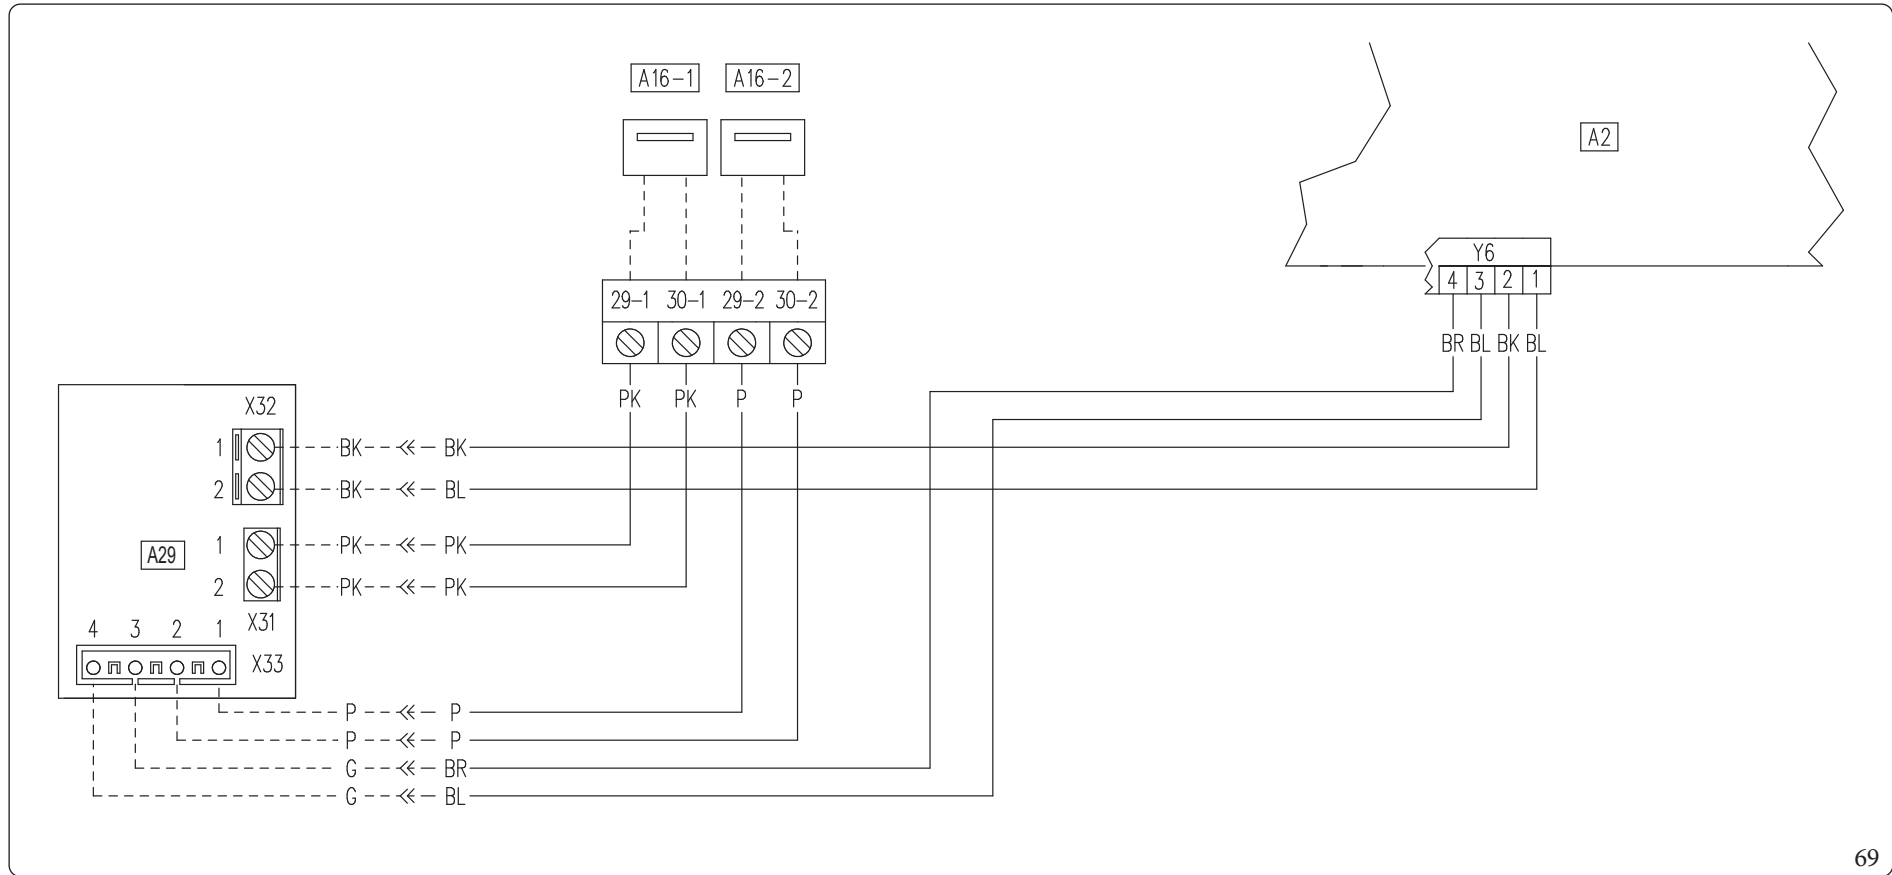 A16-1 A16-2
A2
Y6
4 3 2 1
29-1 30-1 29-2 30-2
BR BL BK BL
PK PK P P
X32
1 BK BK
2 BK BL
A29
1 PK PK
2 PK PK
X31
4 3 2 1
X33
P P
P P
G BR
G BL
69